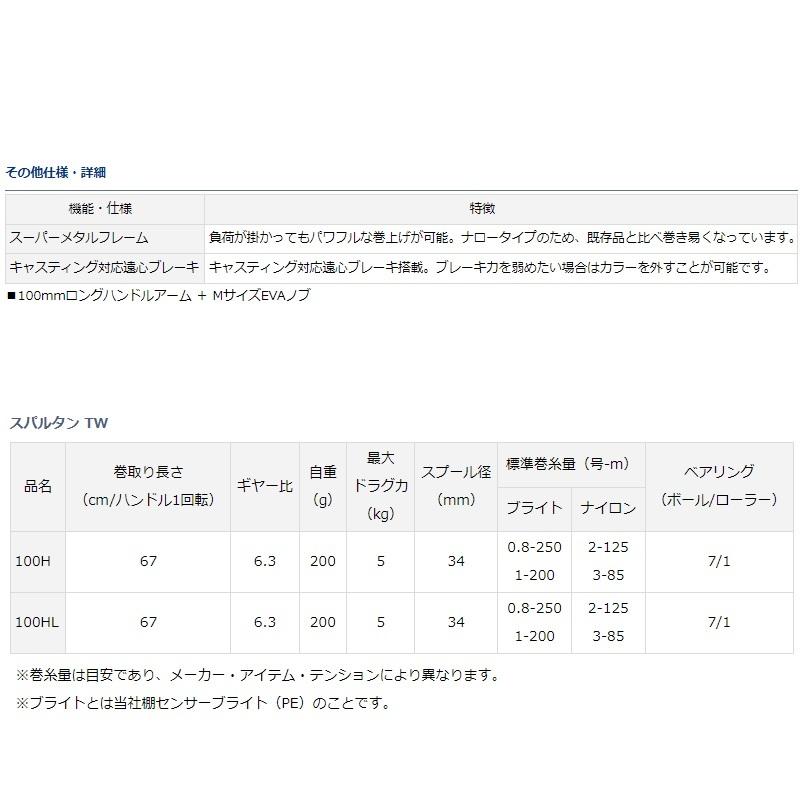 その他仕様・詳細
機能・仕様 特徴
スーパーメタルフレーム 負荷が掛かってもパワフルな巻上げが可能。ナロータイプのため、既存品と比べ巻き易くなっています。
キャスティング対応遠心ブレーキ キャスティング対応遠心ブレーキ搭載。ブレーキ力を弱めたい場合はカラーを外すことが可能です。
■100mmロングハンドルアーム ＋ MサイズEVAノブ
スパルタン TW
品名 巻取り長さ（cm/ハンドル1回転） ギヤー比 自重（g） 最大ドラグ力（kg） スプール径（mm） 標準巻糸量（号-m） ベアリング（ボール/ローラー）
ブライト ナイロン
100H 67 6.3 200 5 34 0.8-250 1-200 2-125 3-85 7/1
100HL 67 6.3 200 5 34 0.8-250 1-200 2-125 3-85 7/1
※巻糸量は目安であり、メーカー・アイテム・テンションにより異なります。
※ブライトとは当社棚センサーブライト（PE）のことです。